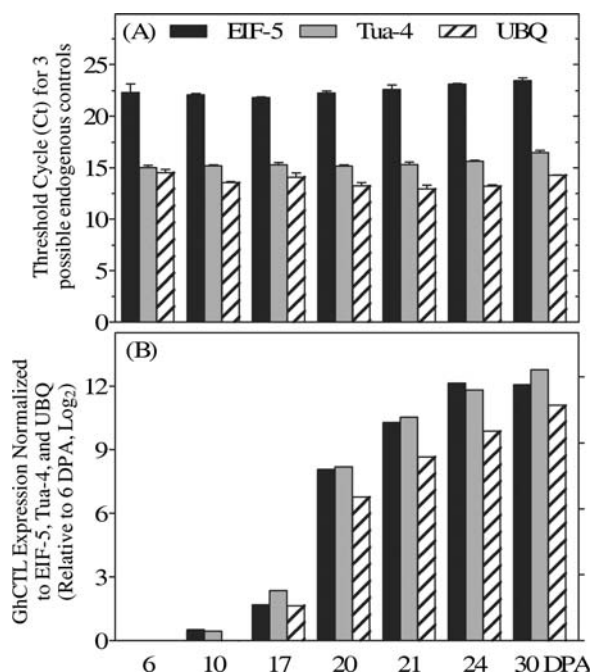 (A) EIF-5 Tua-4 UBQ
Threshold Cycle (Ct) for 3
possible endogenous controls
25
20
15
10
5
0
(B)
GhCTL Expression Normalized
to EIF-5, Tua-4, and UBQ
(Relative to 6 DPA, Log₂)
12
9
6
3
0
6 10 17 20 21 24 30 DPA